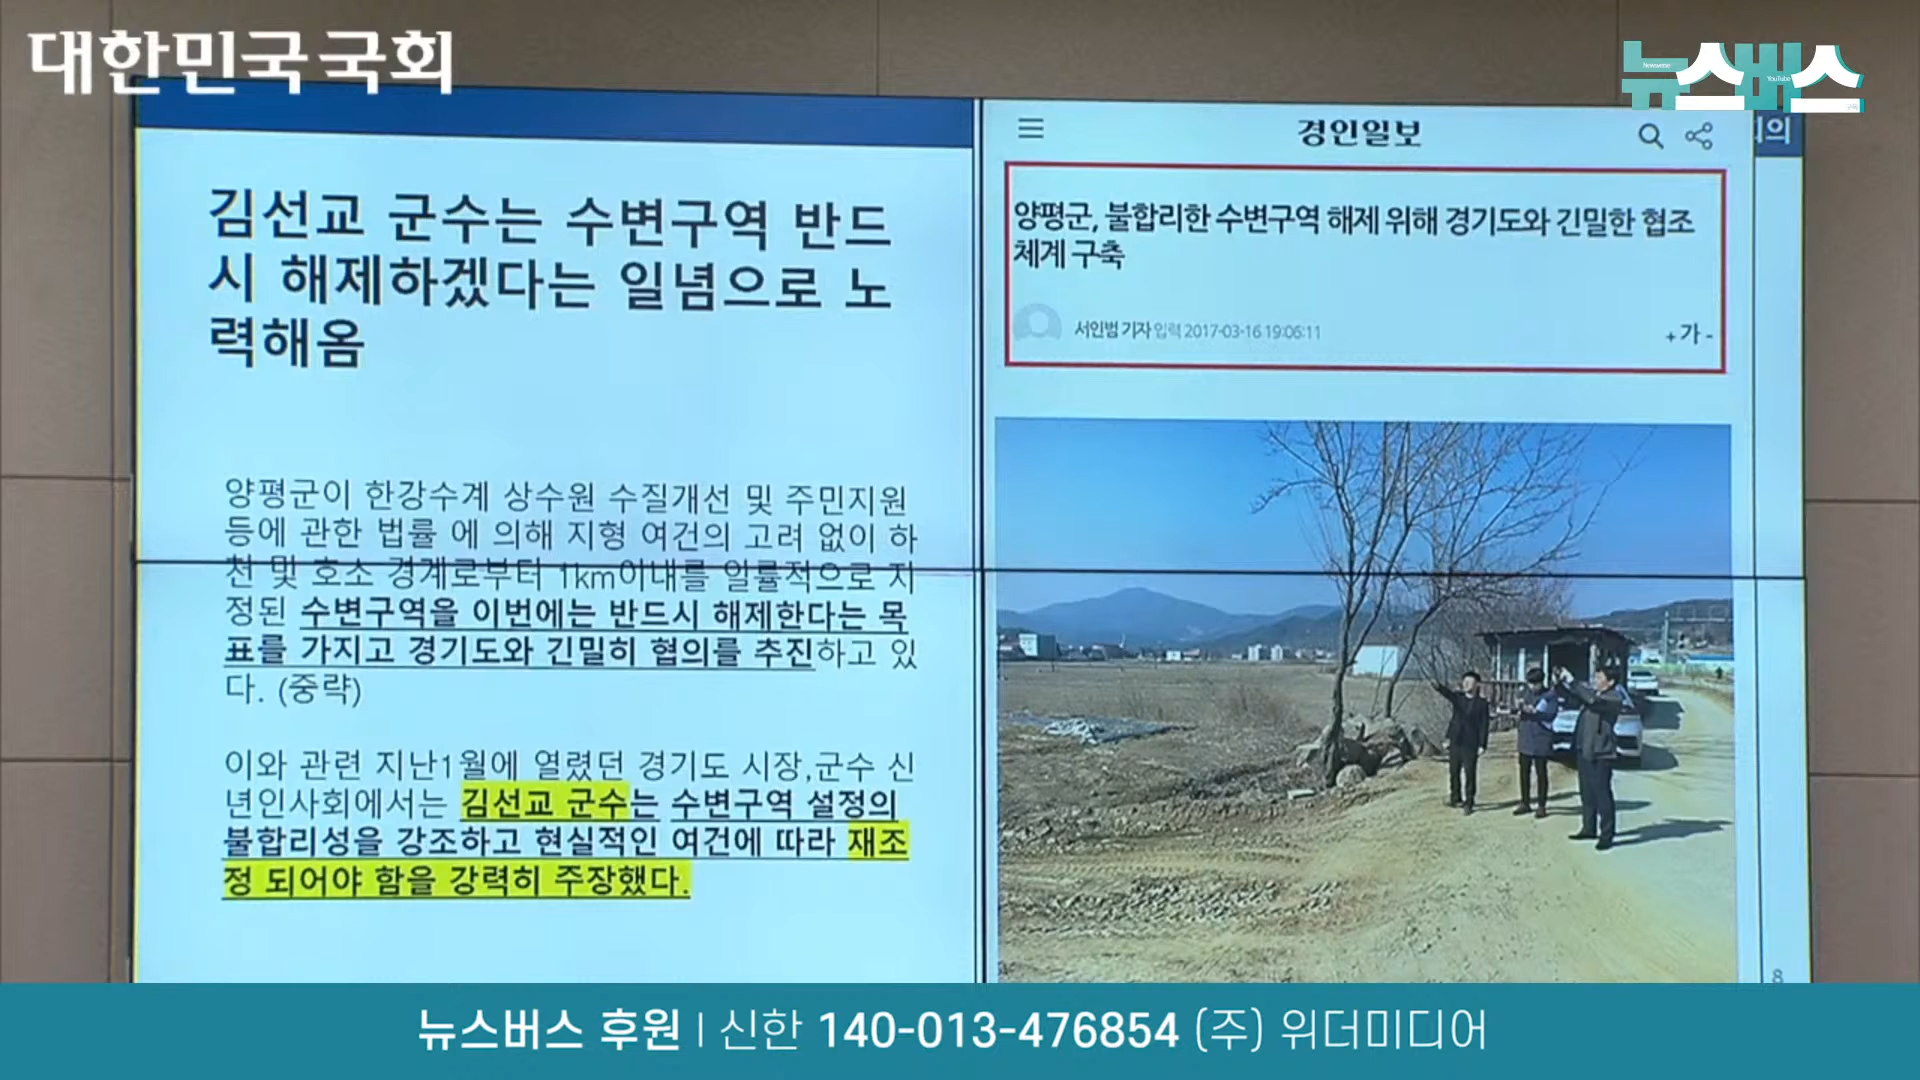 대한민국 국회
뉴스버스
Newsverse
YouTube
김선교 군수는 수변구역 반드
시 해제하겠다는 일념으로 노
력해옴
양평군이 한강수계 상수원 수질개선 및 주민지원
등에 관한 법률 에 의해 지형 여건의 고려 없이 하
천 및 호소 경계로부터 1km이내를 일률적으로 지
정된 수변구역을 이번에는 반드시 해제한다는 목
표를 가지고 경기도와 긴밀히 협의를 추진하고 있
다. (중략)
이와 관련 지난1월에 열렸던 경기도 시장,군수 신
년인사회에서는 김선교 군수는 수변구역 설정의
불합리성을 강조하고 현실적인 여건에 따라 재조
정 되어야 함을 강력히 주장했다.
경인일보
양평군, 불합리한 수변구역 해제 위해 경기도와 긴밀한 협조
체계 구축
서인범 기자 입력 2017-03-16 19:06:11
+ 가 -
의
8
뉴스버스 후원 | 신한 140-013-476854 (주) 위더미디어